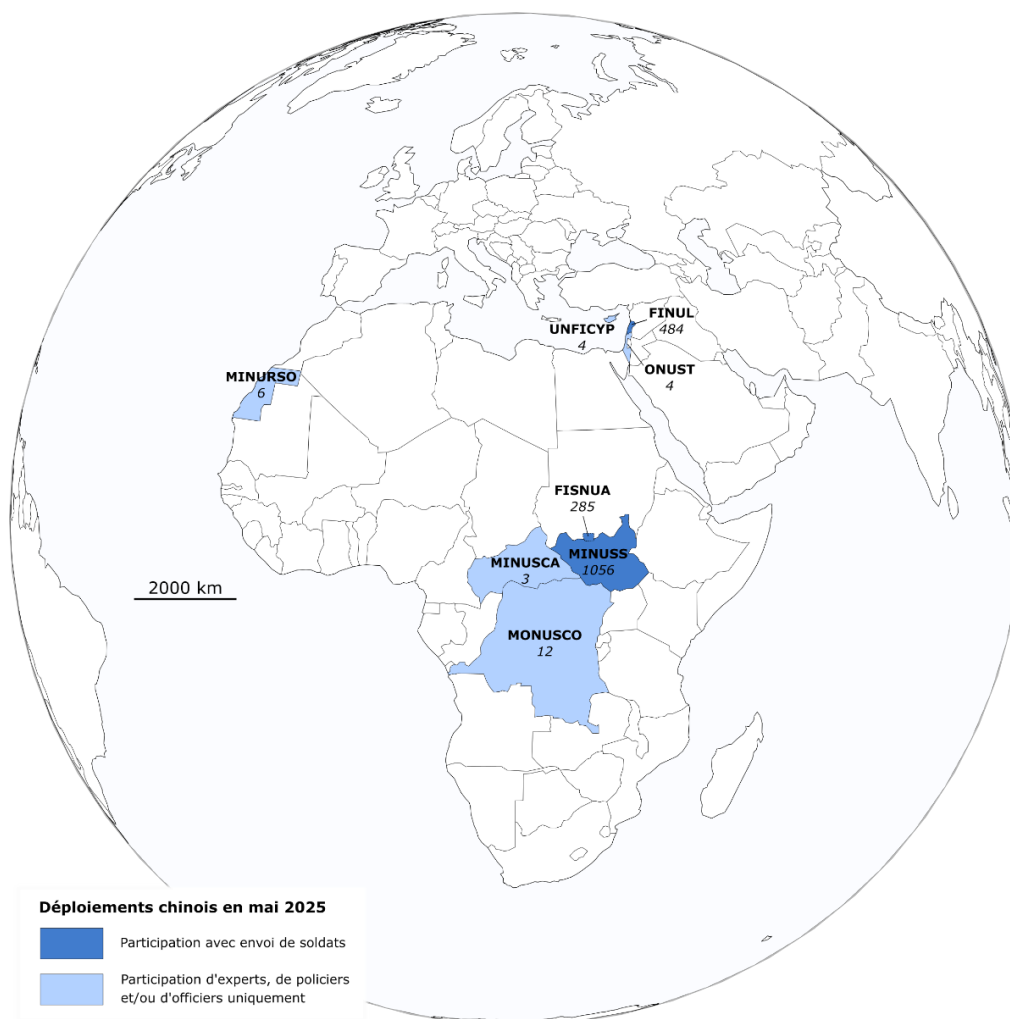 FINUL
484
UNFICYP
4
ONUST
4
MINURSO
6
FISNUA
285
MINUSS
1056
MINUSCA
3
2000 km
MONUSCO
12
Déploiements chinois en mai 2025
Participation avec envoi de soldats
Participation d'experts, de policiers
et/ou d'officiers uniquement